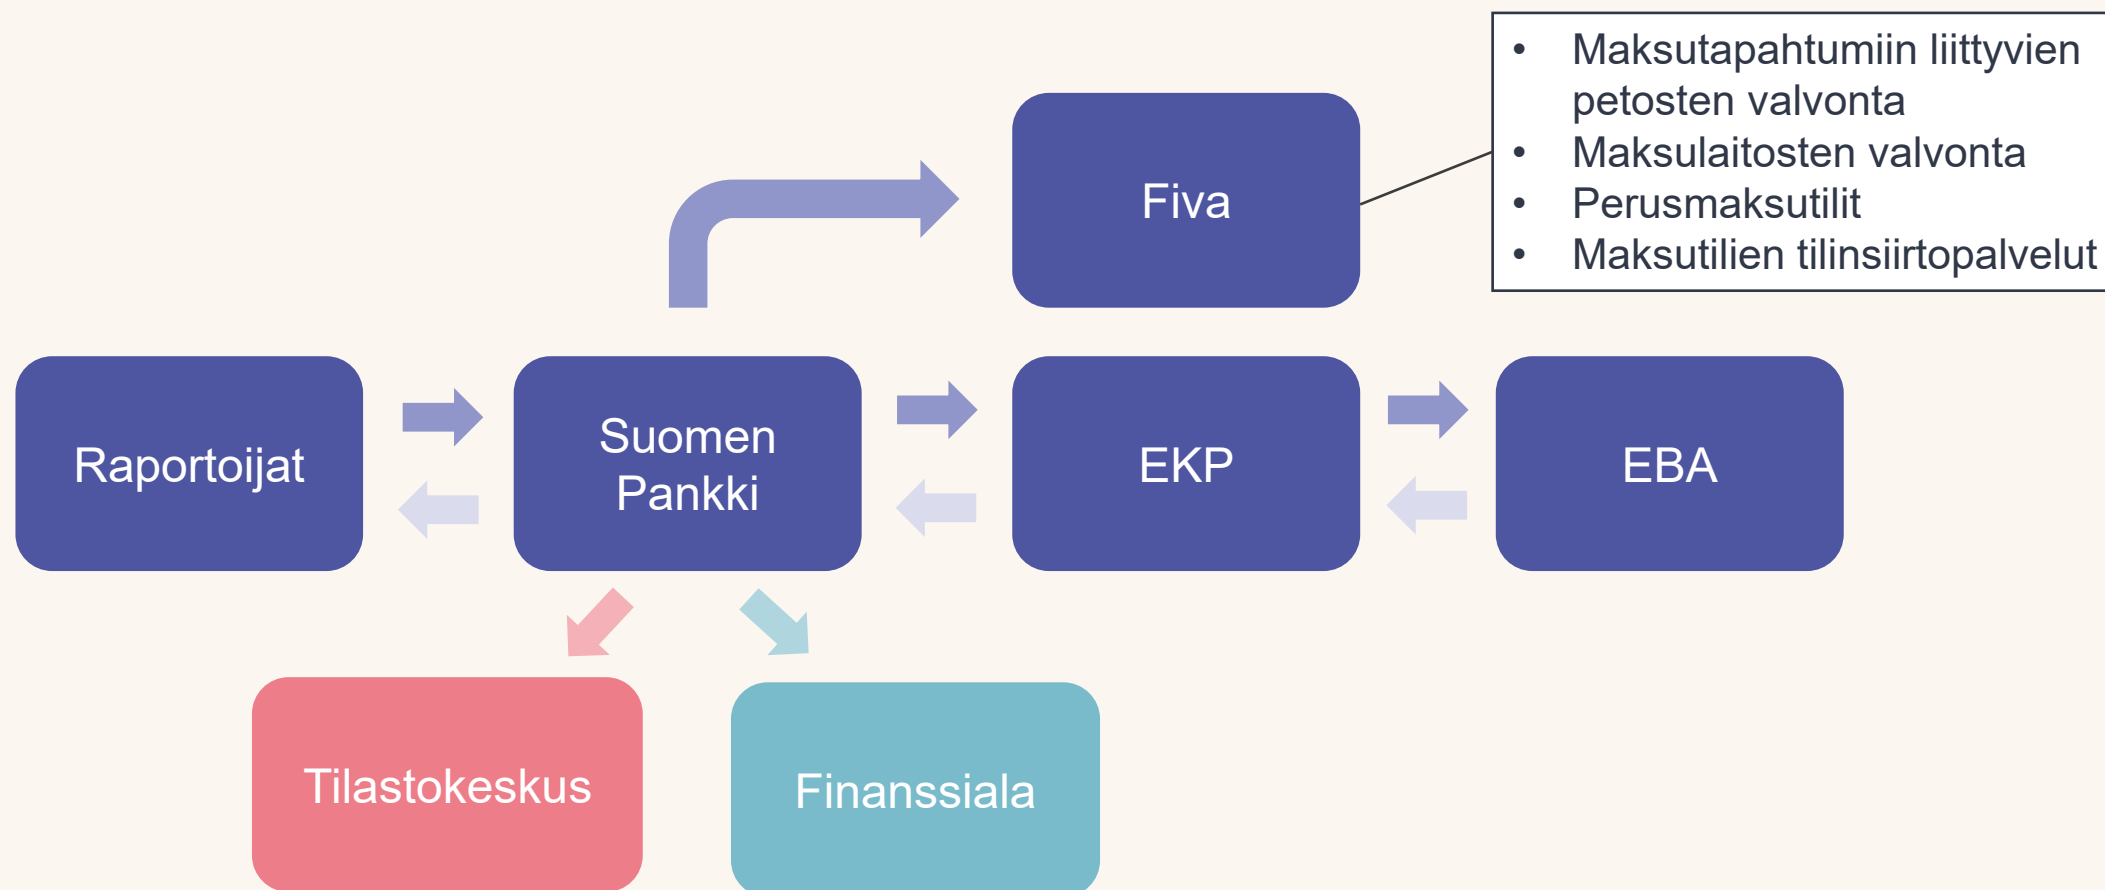 • Maksutapahtumiin liittyvien
petosten valvonta
• Maksulaitosten valvonta
• Perusmaksutilit
• Maksutilien tilinsiirtopalvelut
Fiva
Raportoijat
Suomen
Pankki
EKP
EBA
Tilastokeskus
Finanssiala